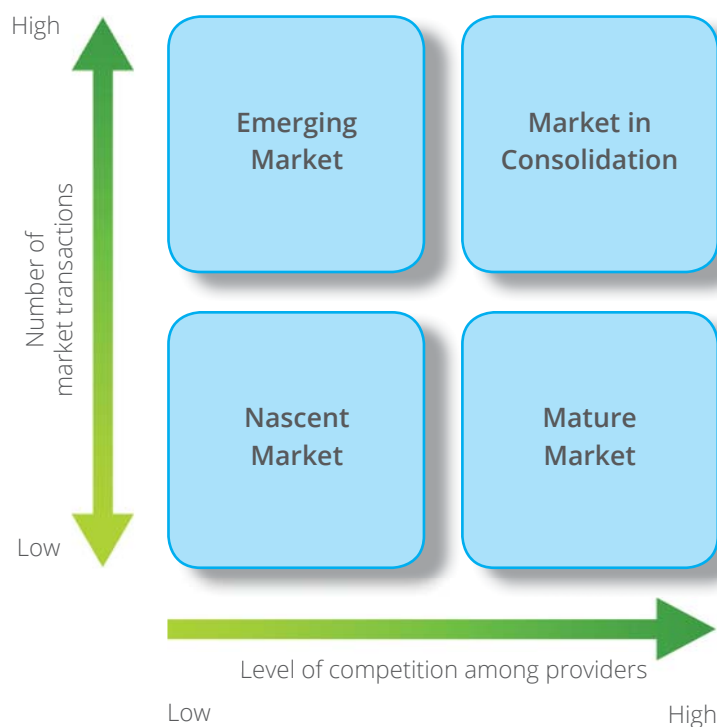 High
Emerging
Market
Market in
Consolidation
Number of
market transactions
Nascent
Market
Mature
Market
Low
Level of competition among providers
Low
High